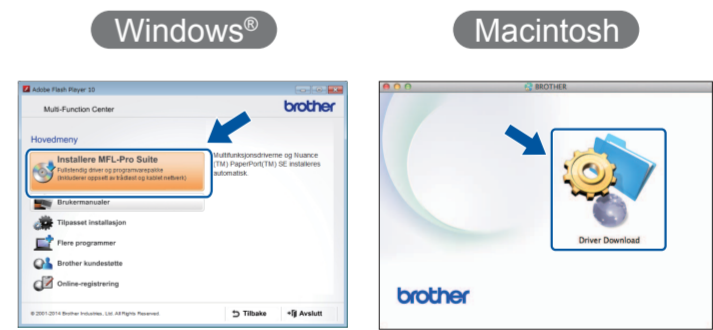 Windows®
Macintosh
Adobe Flash Player 10
Multi-Function Center
brother
Hovedmeny
Installere MFL-Pro Suite
Fullstendig driver og programvarepakke
(Inkluderer oppsett av trådløst og kablet nettverk)
Multifunksjonsdriverne og Nuance
(TM) PaperPort(TM) SE installeres
automatisk.
Brukermanualer
Tilpasset installasjon
Flere programmer
Brother kundestøtte
Online-registrering
© 2001-2014 Brother Industries, Ltd. All Rights Reserved.
Tilbake
Avslutt
BROTHER
Driver Download
brother